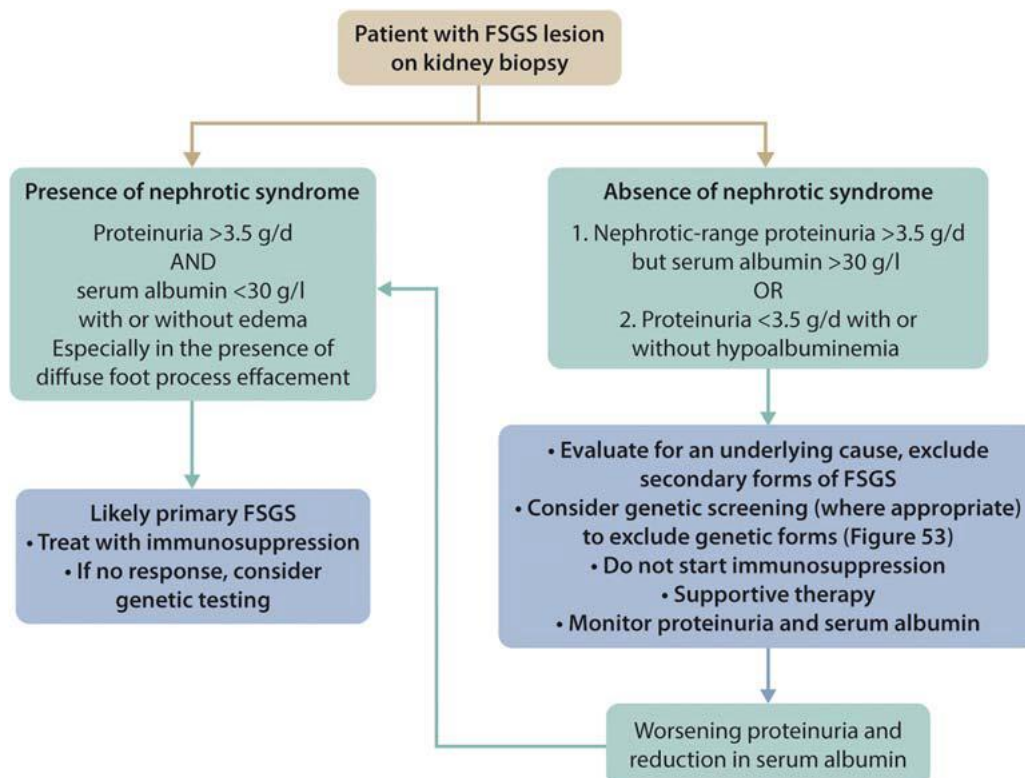 Patient with FSGS lesion
on kidney biopsy
Presence of nephrotic syndrome
Proteinuria >3.5 g/d
AND
serum albumin <30 g/l
with or without edema
Especially in the presence of
diffuse foot process effacement
Likely primary FSGS
• Treat with immunosuppression
• If no response, consider
genetic testing
Absence of nephrotic syndrome
1. Nephrotic-range proteinuria >3.5 g/d
but serum albumin >30 g/l
OR
2. Proteinuria <3.5 g/d with or
without hypoalbuminemia
• Evaluate for an underlying cause, exclude
secondary forms of FSGS
• Consider genetic screening (where appropriate)
to exclude genetic forms (Figure 53)
• Do not start immunosuppression
• Supportive therapy
• Monitor proteinuria and serum albumin
Worsening proteinuria and
reduction in serum albumin